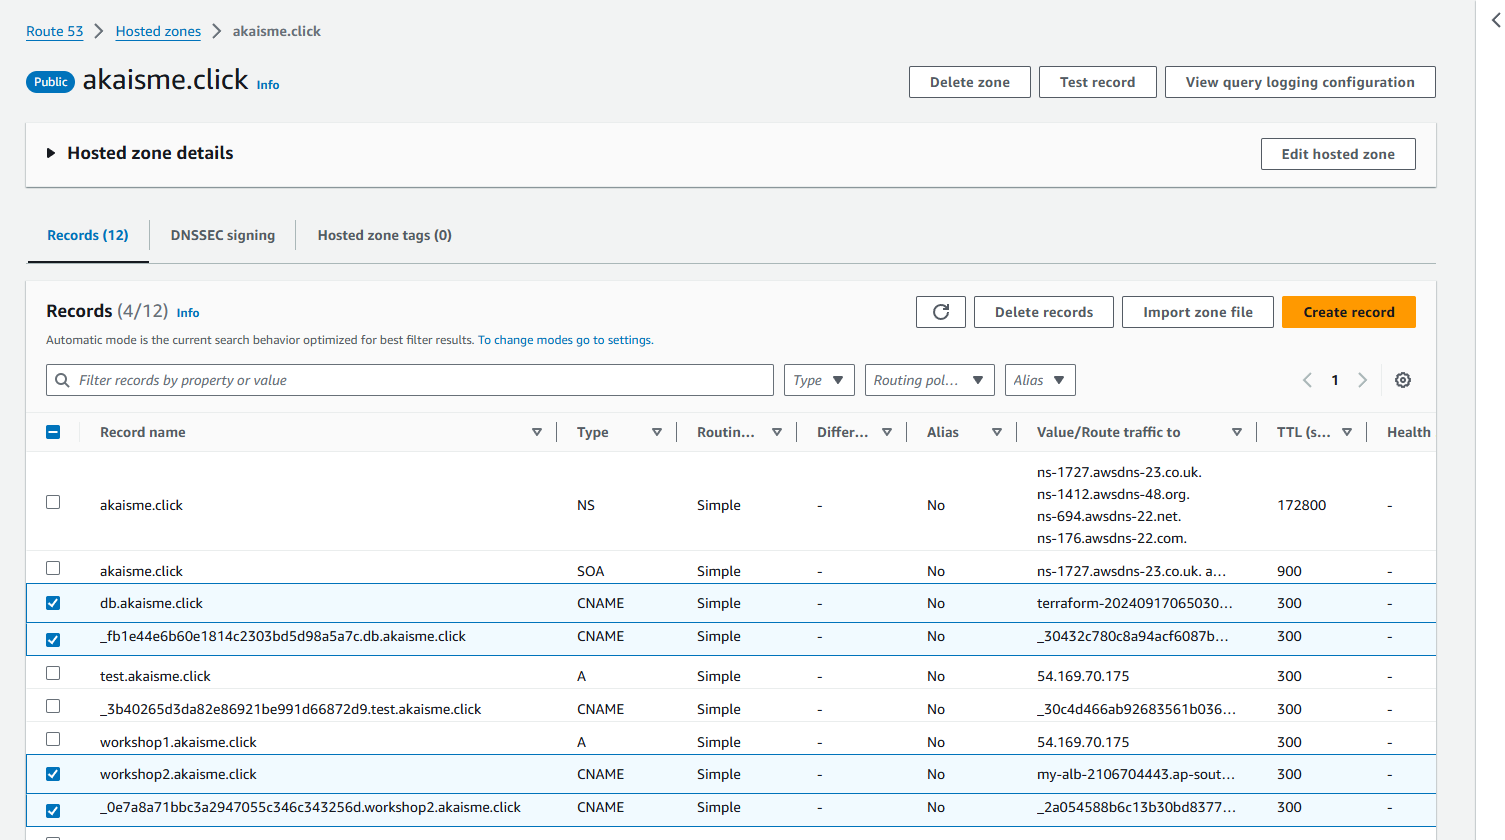 Route 53 > Hosted zones > akaisme.click
Public akaisme.click Info
Delete zone Test record View query logging configuration
Hosted zone details
Edit hosted zone
Records (12) DNSSEC signing Hosted zone tags (0)
Records (4/12) Info
Delete records Import zone file Create record
Automatic mode is the current search behavior optimized for best filter results. To change modes go to settings.
Filter records by property or value Type Routing pol... Alias 1
Record name Type Routin... Differ... Alias Value/Route traffic to TTL (s... Health
ns-1727.awsdns-23.co.uk.
ns-1412.awsdns-48.org.
akaisme.click NS Simple - No 172800 -
ns-694.awsdns-22.net.
ns-176.awsdns-22.com.
akaisme.click SOA Simple - No ns-1727.awsdns-23.co.uk. a... 900 -
db.akaisme.click CNAME Simple - No terraform-20240917065030... 300 -
_fb1e44e6b60e1814c2303bd5d98a5a7c.db.akaisme.click CNAME Simple - No _30432c780c8a94acf6087b... 300 -
test.akaisme.click A Simple - No 54.169.70.175 300 -
_3b40265d3da82e86921be991d66872d9.test.akaisme.click CNAME Simple - No _30c4d466ab92683561b036... 300 -
workshop1.akaisme.click A Simple - No 54.169.70.175 300 -
workshop2.akaisme.click CNAME Simple - No my-alb-2106704443.ap-sout... 300 -
_0e7a8a71bbc3a2947055c346c343256d.workshop2.akaisme.click CNAME Simple - No _2a054588b6c13b30bd8377... 300 -